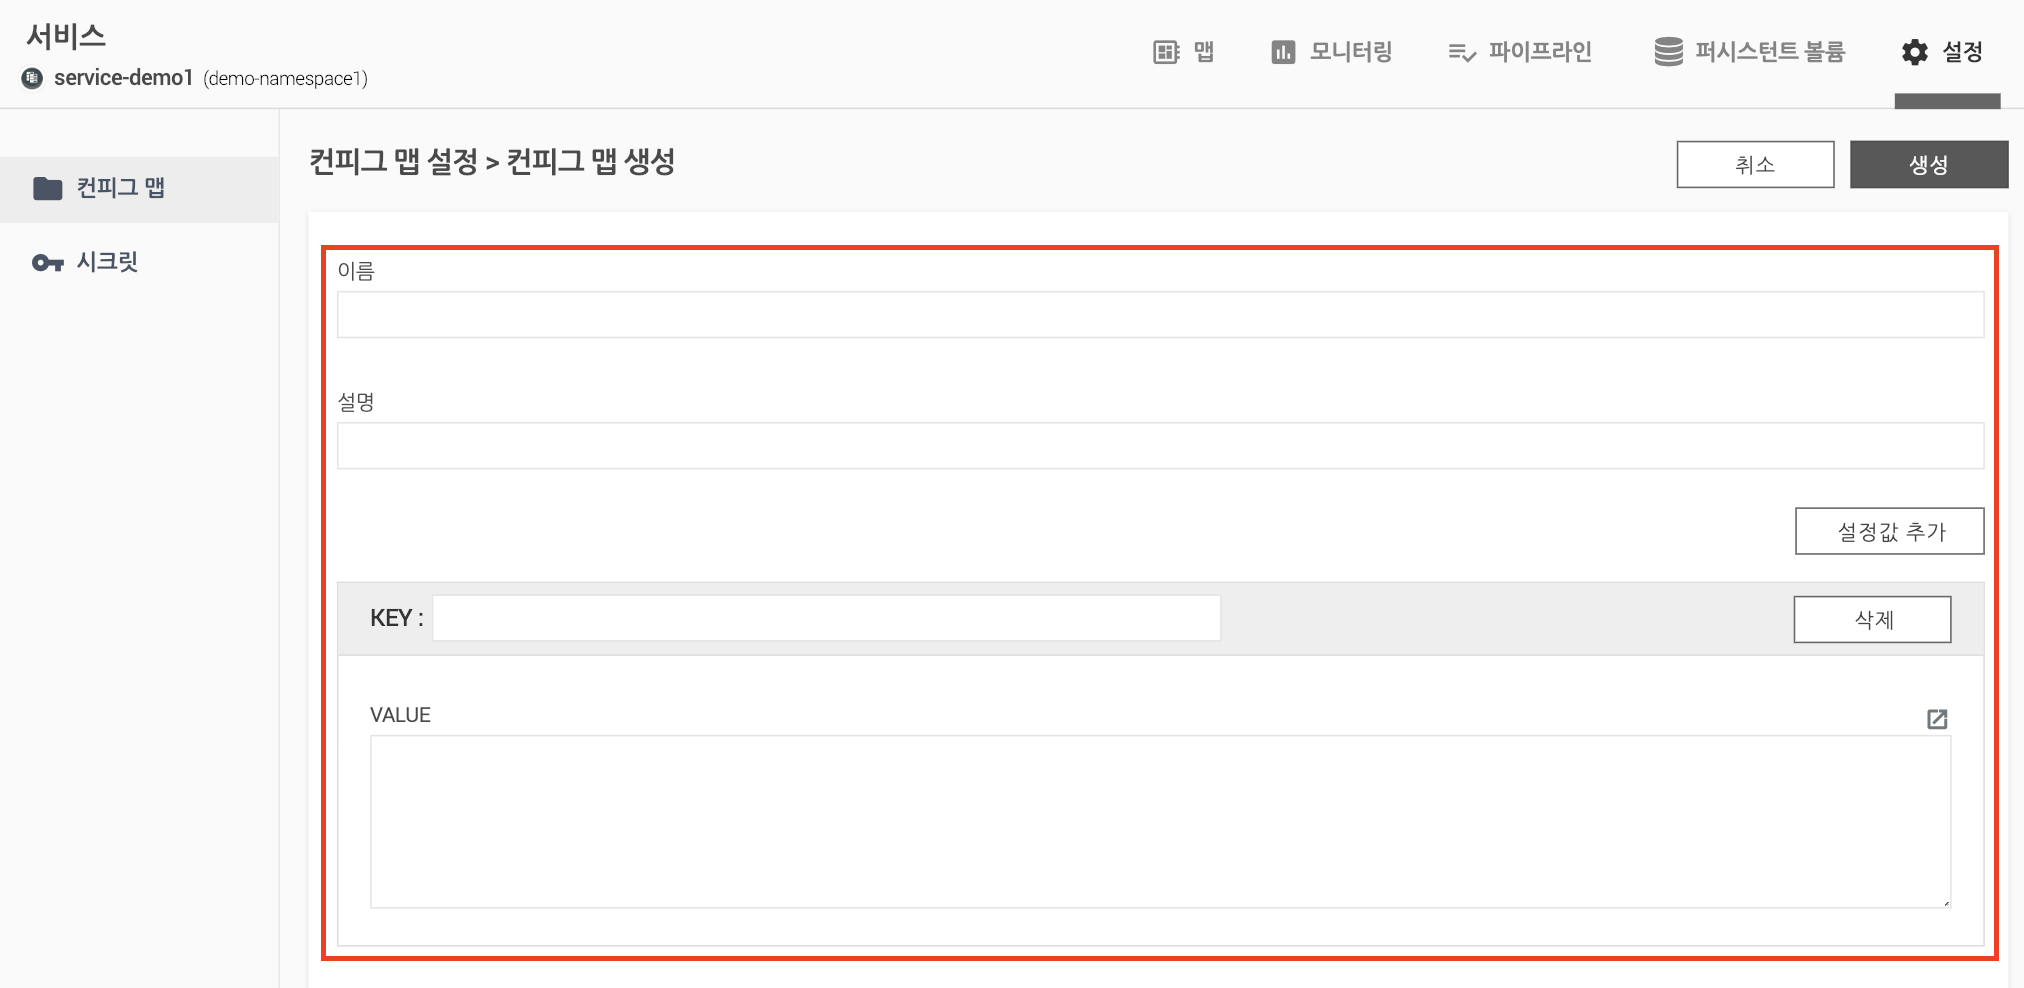 서비스
service-demo1 (demo-namespace1)
맵
모니터링
파이프라인
퍼시스턴트 볼륨
설정
컨피그 맵
시크릿
컨피그 맵 설정 > 컨피그 맵 생성
취소
생성
이름
설명
설정값 추가
KEY :
삭제
VALUE